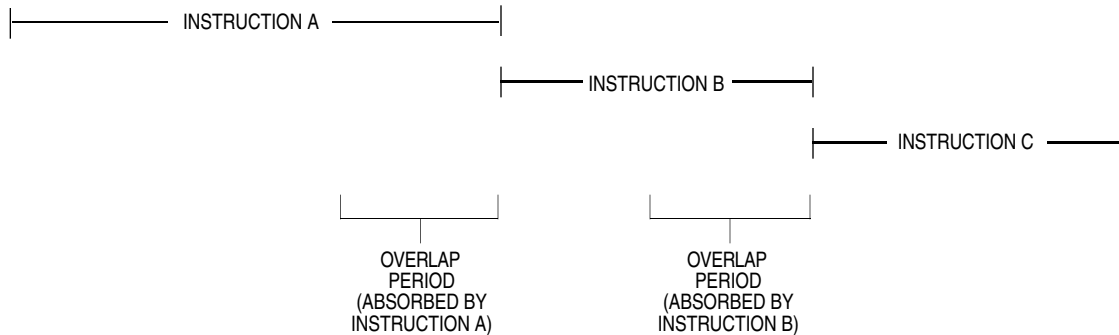 INSTRUCTION A
INSTRUCTION B
INSTRUCTION C
OVERLAP
PERIOD
(ABSORBED BY
INSTRUCTION A)
OVERLAP
PERIOD
(ABSORBED BY
INSTRUCTION B)